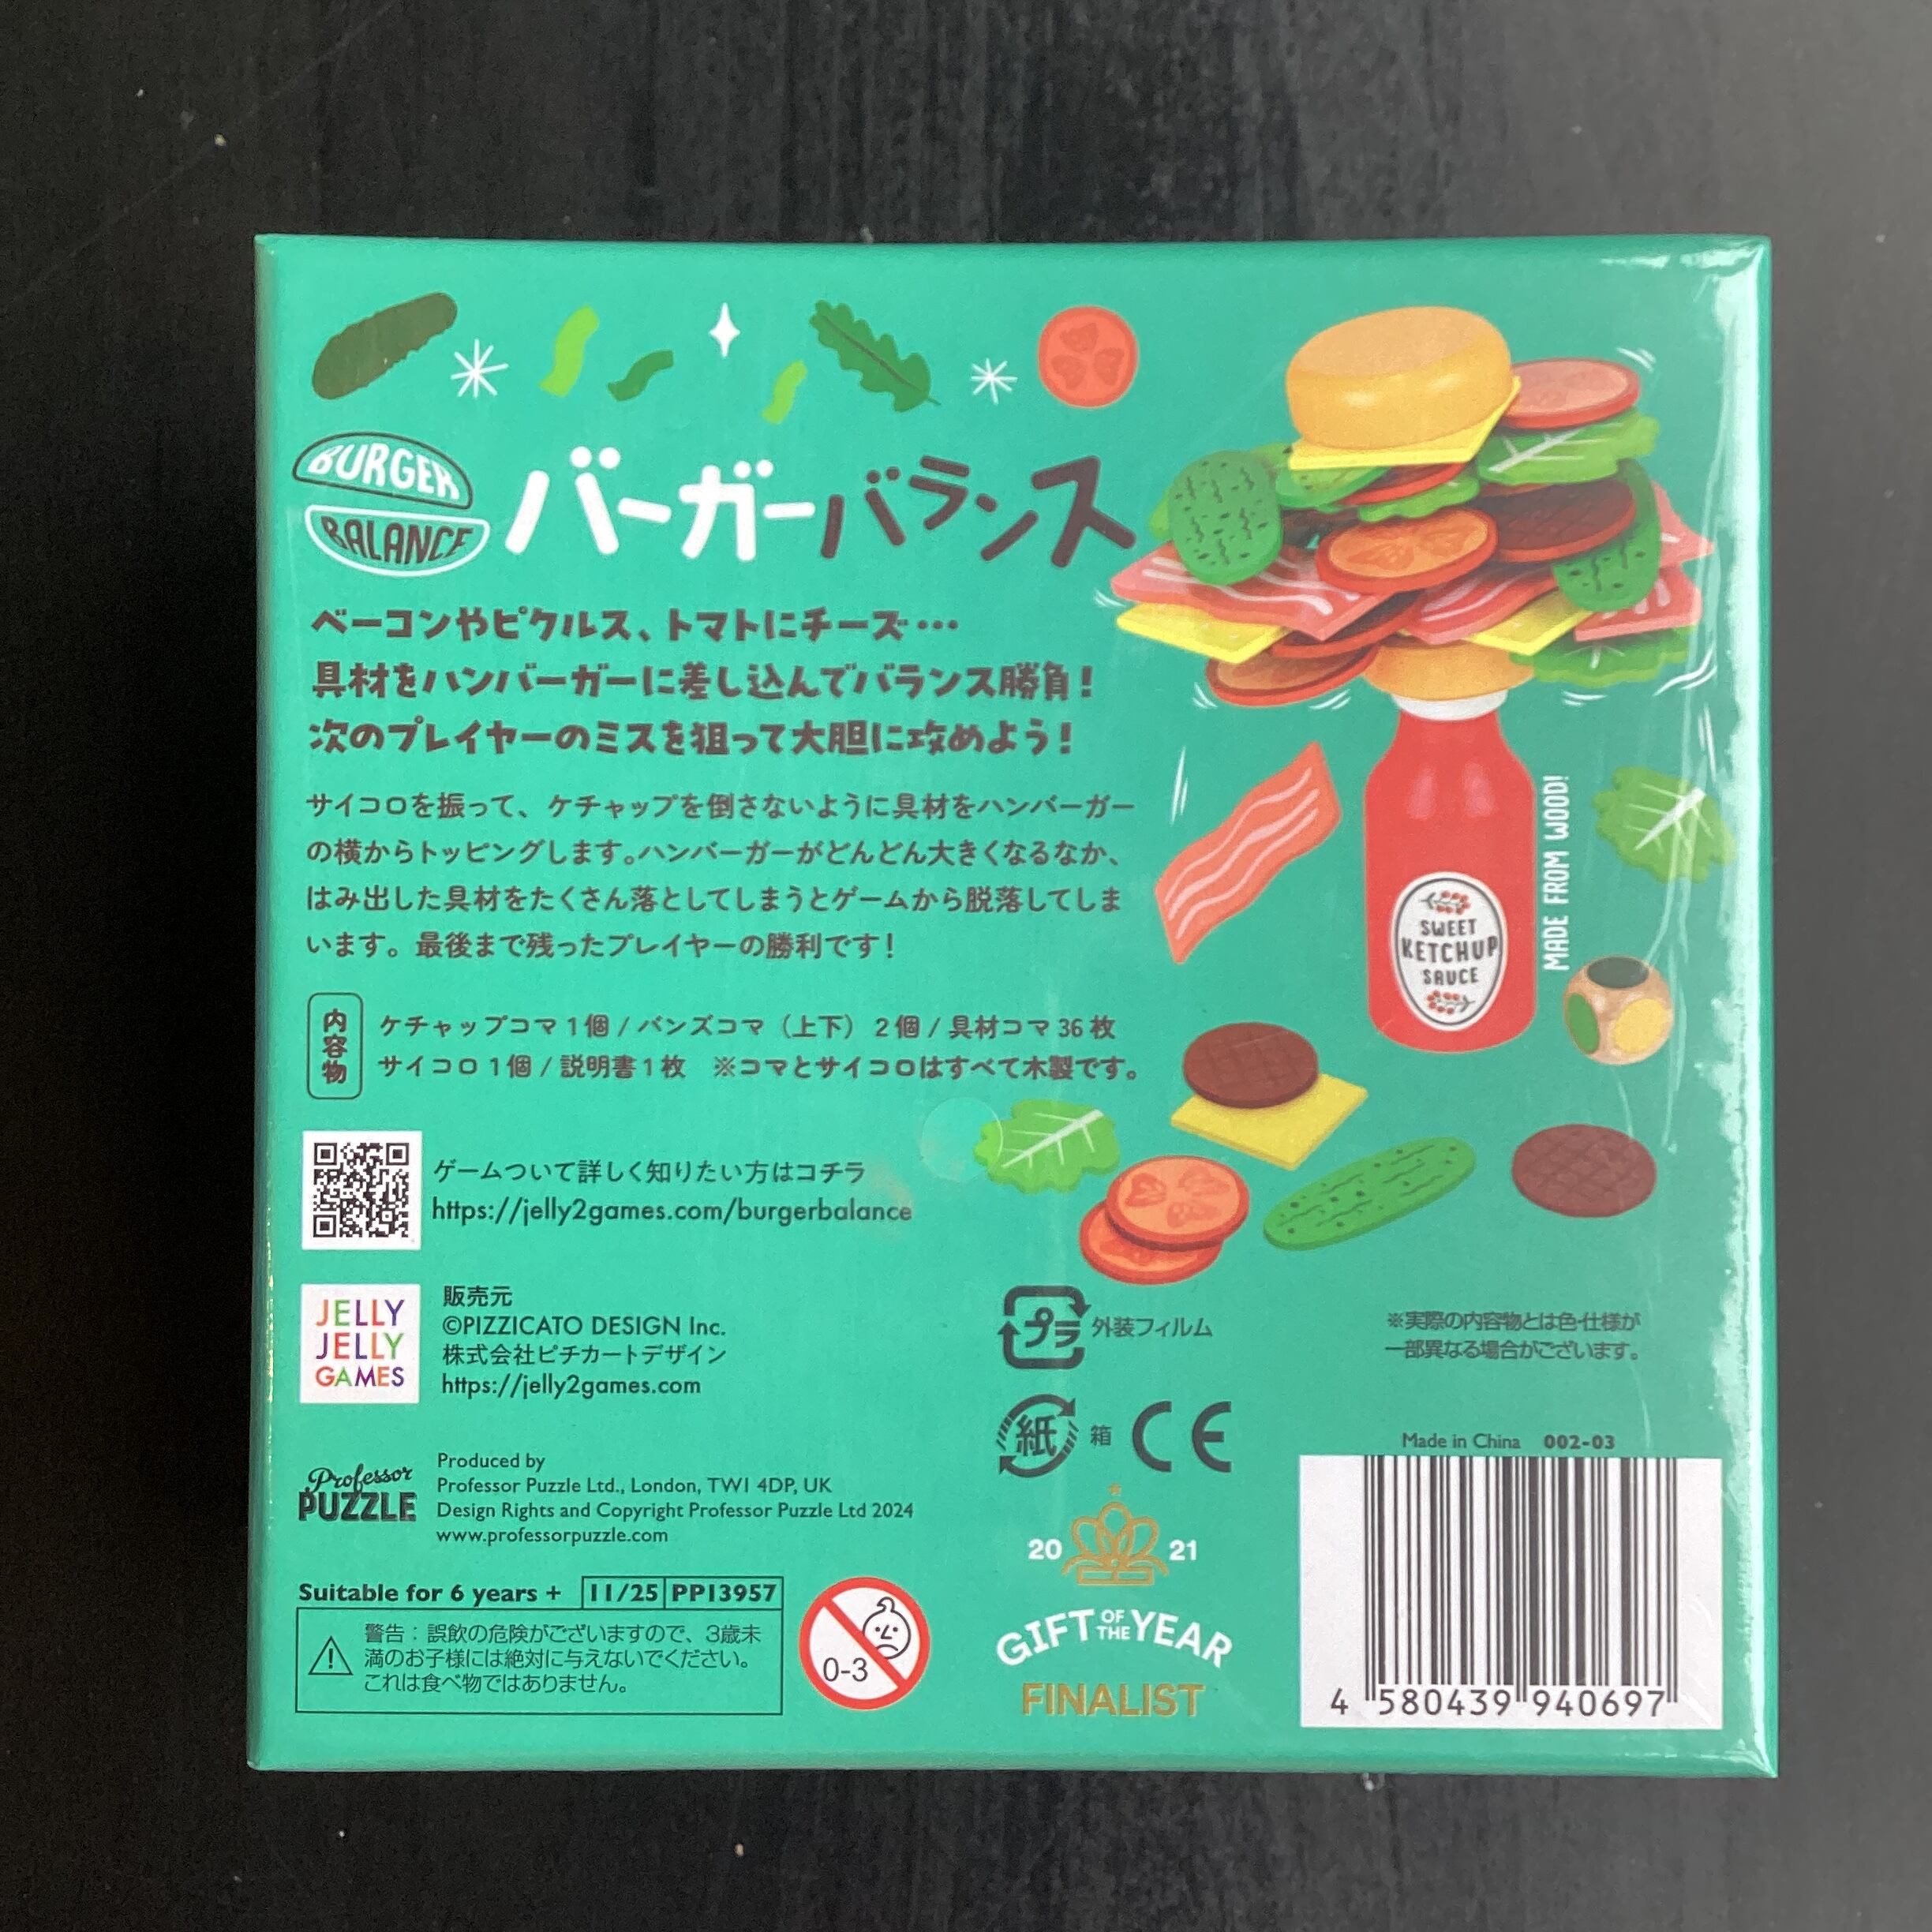 BURGER
BALANCE
バーガーバランス
ベーコンやピクルス、トマトにチーズ…
具材をハンバーガーに差し込んでバランス勝負！
次のプレイヤーのミスを狙って大胆に攻めよう！
サイコロを振って、ケチャップを倒さないように具材をハンバーガー
の横からトッピングします。ハンバーガーがどんどん大きくなるなか、
はみ出した具材をたくさん落としてしまうとゲームから脱落してしま
います。最後まで残ったプレイヤーの勝利です！
MADE FROM WOOD!
SWEET
KETCHUP
SAUCE
内容物
ケチャップコマ 1個 / バンズコマ（上下）2個 / 具材コマ 36枚
サイコロ 1個 / 説明書 1枚　※コマとサイコロはすべて木製です。
ゲームついて詳しく知りたい方はコチラ
https://jelly2games.com/burgerbalance
JELLY
JELLY
GAMES
販売元
©PIZZICATO DESIGN Inc.
株式会社ピチカートデザイン
https://jelly2games.com
プラ 外装フィルム
紙 箱 CE
※実際の内容物とは色・仕様が
一部異なる場合がございます。
Professor
PUZZLE
Produced by
Professor Puzzle Ltd., London, TW1 4DP, UK
Design Rights and Copyright Professor Puzzle Ltd 2024
www.professorpuzzle.com
Suitable for 6 years + 11/25 PP13957
警告：誤飲の危険がございますので、3歳未
満のお子様には絶対に与えないでください。
これは食べ物ではありません。
0-3
20 21
GIFT OF THE YEAR
FINALIST
Made in China 002-03
4 580439 940697